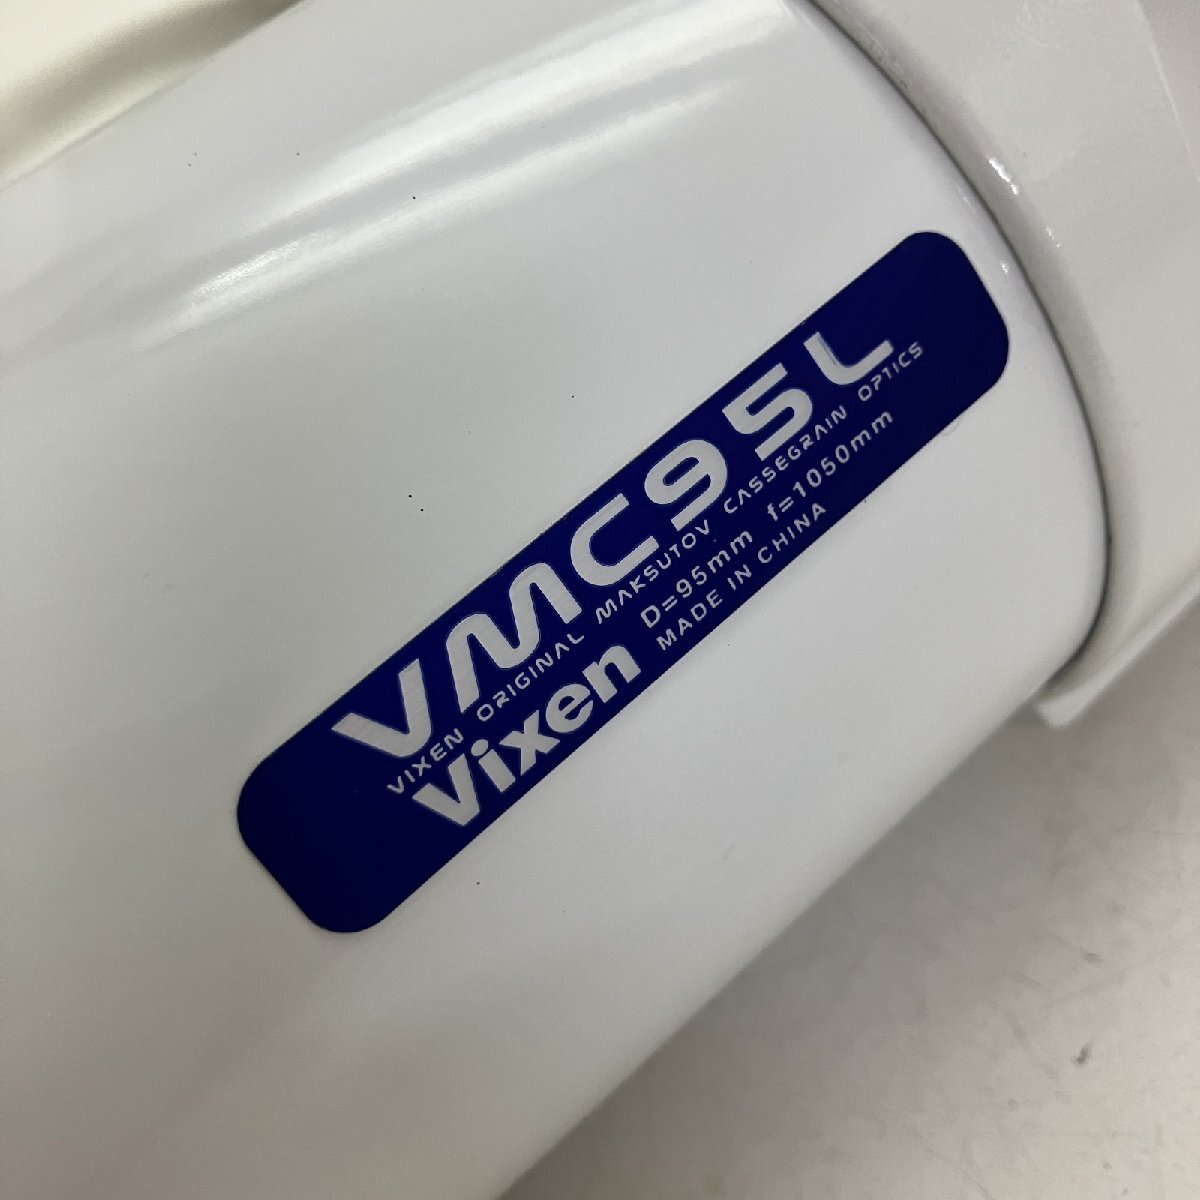 VMC95L
VIXEN ORIGINAL MAKSUTOV CASSEGRAIN OPTICS
Vixen D=95mm f=1050mm
MADE IN CHINA